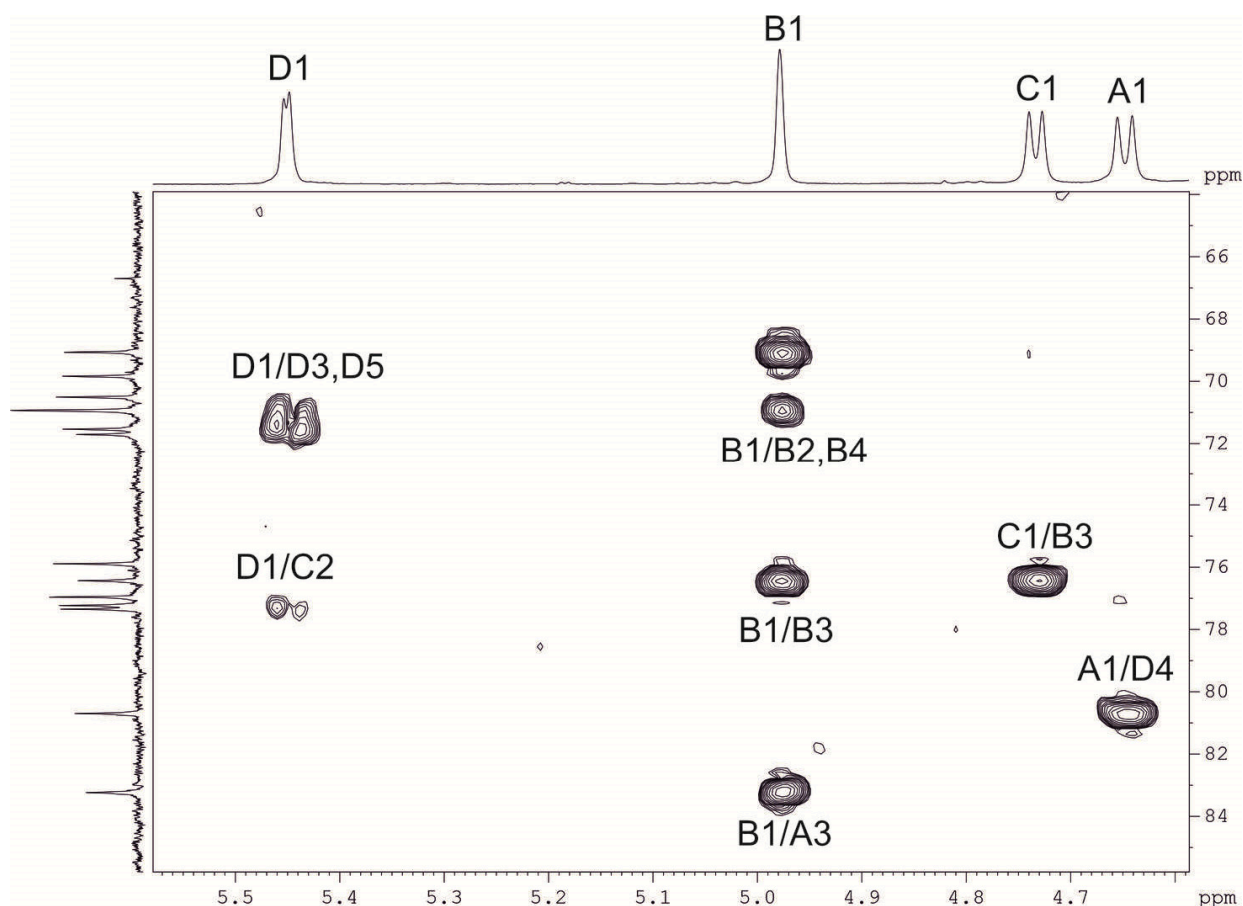 B1
D1
C1
A1
ppm
66
68
D1/D3,D5
70
B1/B2,B4
72
74
C1/B3
D1/C2
76
B1/B3
78
A1/D4
80
82
B1/A3
84
5.5 5.4 5.3 5.2 5.1 5.0 4.9 4.8 4.7 ppm